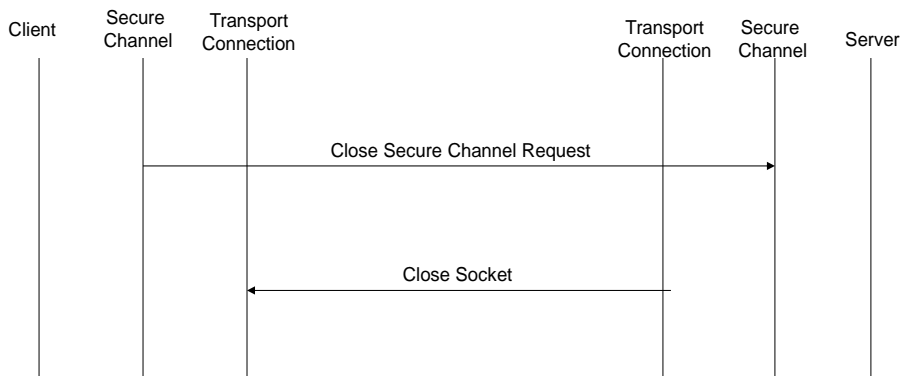 Client
Secure
Channel
Transport
Connection
Transport
Connection
Secure
Channel
Server
Close Secure Channel Request
Close Socket